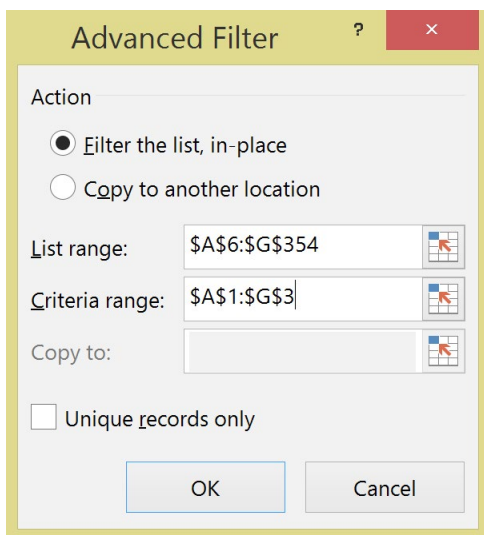 Advanced Filter ? ×
Action
Filter the list, in-place
Copy to another location
List range: $A$6:$G$354
Criteria range: $A$1:$G$3
Copy to:
Unique records only
OK Cancel